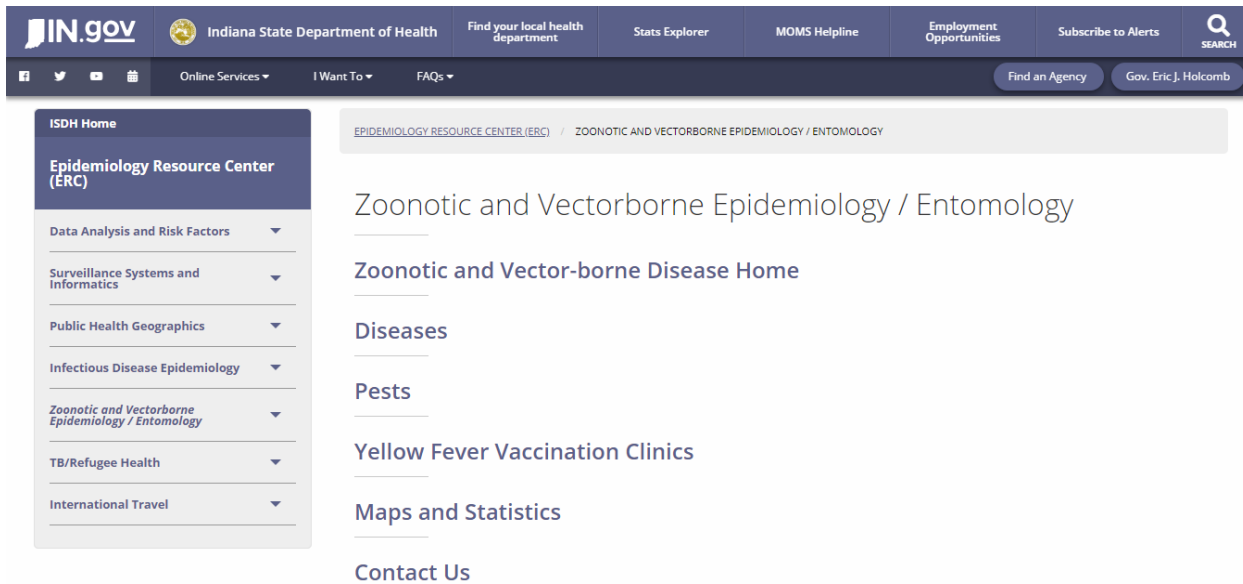 IN.gov
Indiana State Department of Health
Find your local health
department
Stats Explorer
MOMS Helpline
Employment
Opportunities
Subscribe to Alerts
SEARCH
Online Services
I Want To
FAQs
Find an Agency
Gov. Eric J. Holcomb
ISDH Home
Epidemiology Resource Center
(ERC)
Data Analysis and Risk Factors
Surveillance Systems and
Informatics
Public Health Geographics
Infectious Disease Epidemiology
Zoonotic and Vectorborne
Epidemiology / Entomology
TB/Refugee Health
International Travel
EPIDEMIOLOGY RESOURCE CENTER (ERC) / ZOONOTIC AND VECTORBORNE EPIDEMIOLOGY / ENTOMOLOGY
Zoonotic and Vectorborne Epidemiology / Entomology
Zoonotic and Vector-borne Disease Home
Diseases
Pests
Yellow Fever Vaccination Clinics
Maps and Statistics
Contact Us